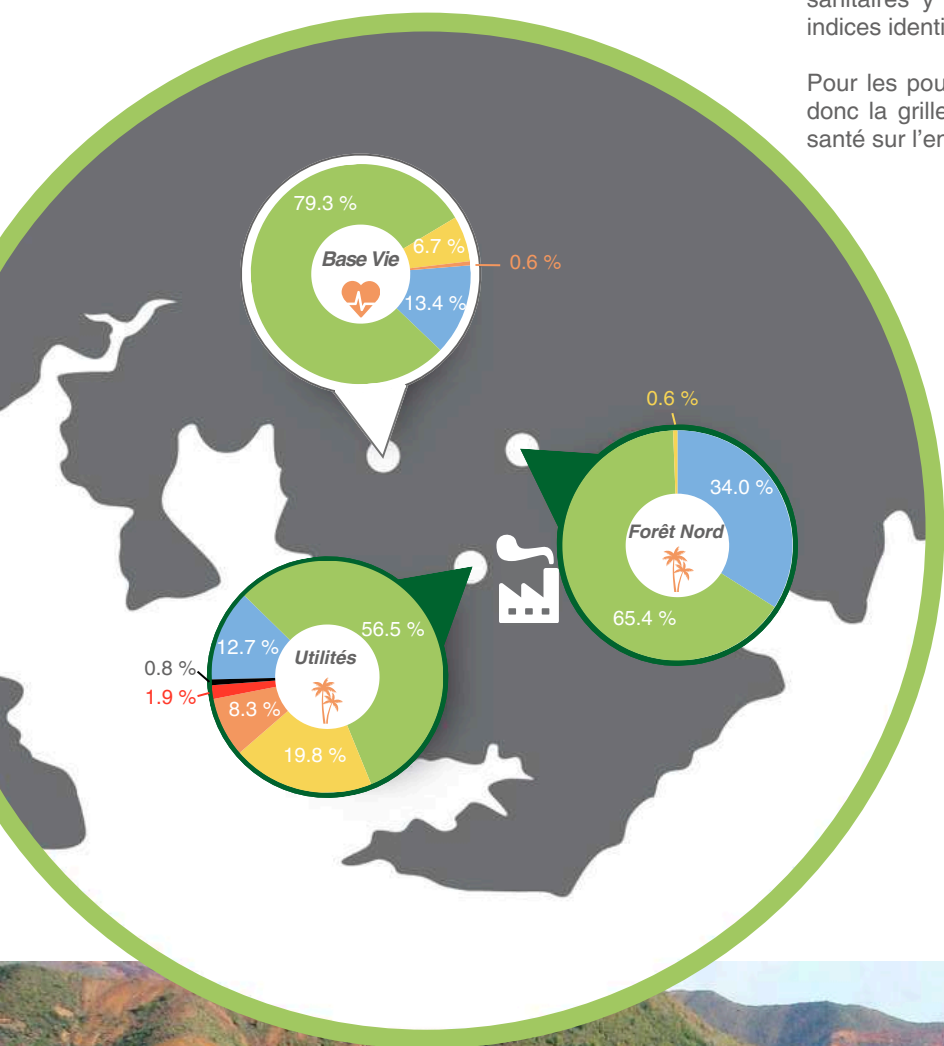 sanitaires y
indices identi
Pour les pou
donc la grille
santé sur l'en
79.3 %
6.7 %
0.6 %
13.4 %
Base Vie
0.6 %
34.0 %
Forêt Nord
65.4 %
56.5 %
12.7 %
Utilités
0.8 %
1.9 %
8.3 %
19.8 %